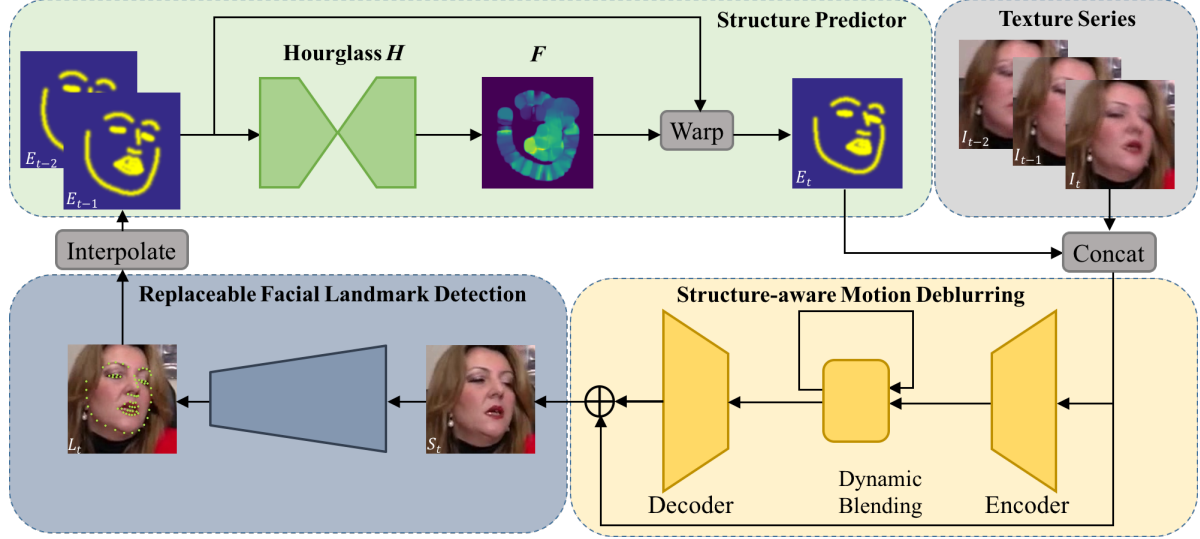 Structure Predictor
Texture Series
Hourglass H
F
Warp
E_{t-2}
E_{t-1}
E_t
I_{t-2}
I_{t-1}
I_t
Interpolate
Concat
Replaceable Facial Landmark Detection
Structure-aware Motion Deblurring
L_t
S_t
Decoder
Dynamic
Blending
Encoder